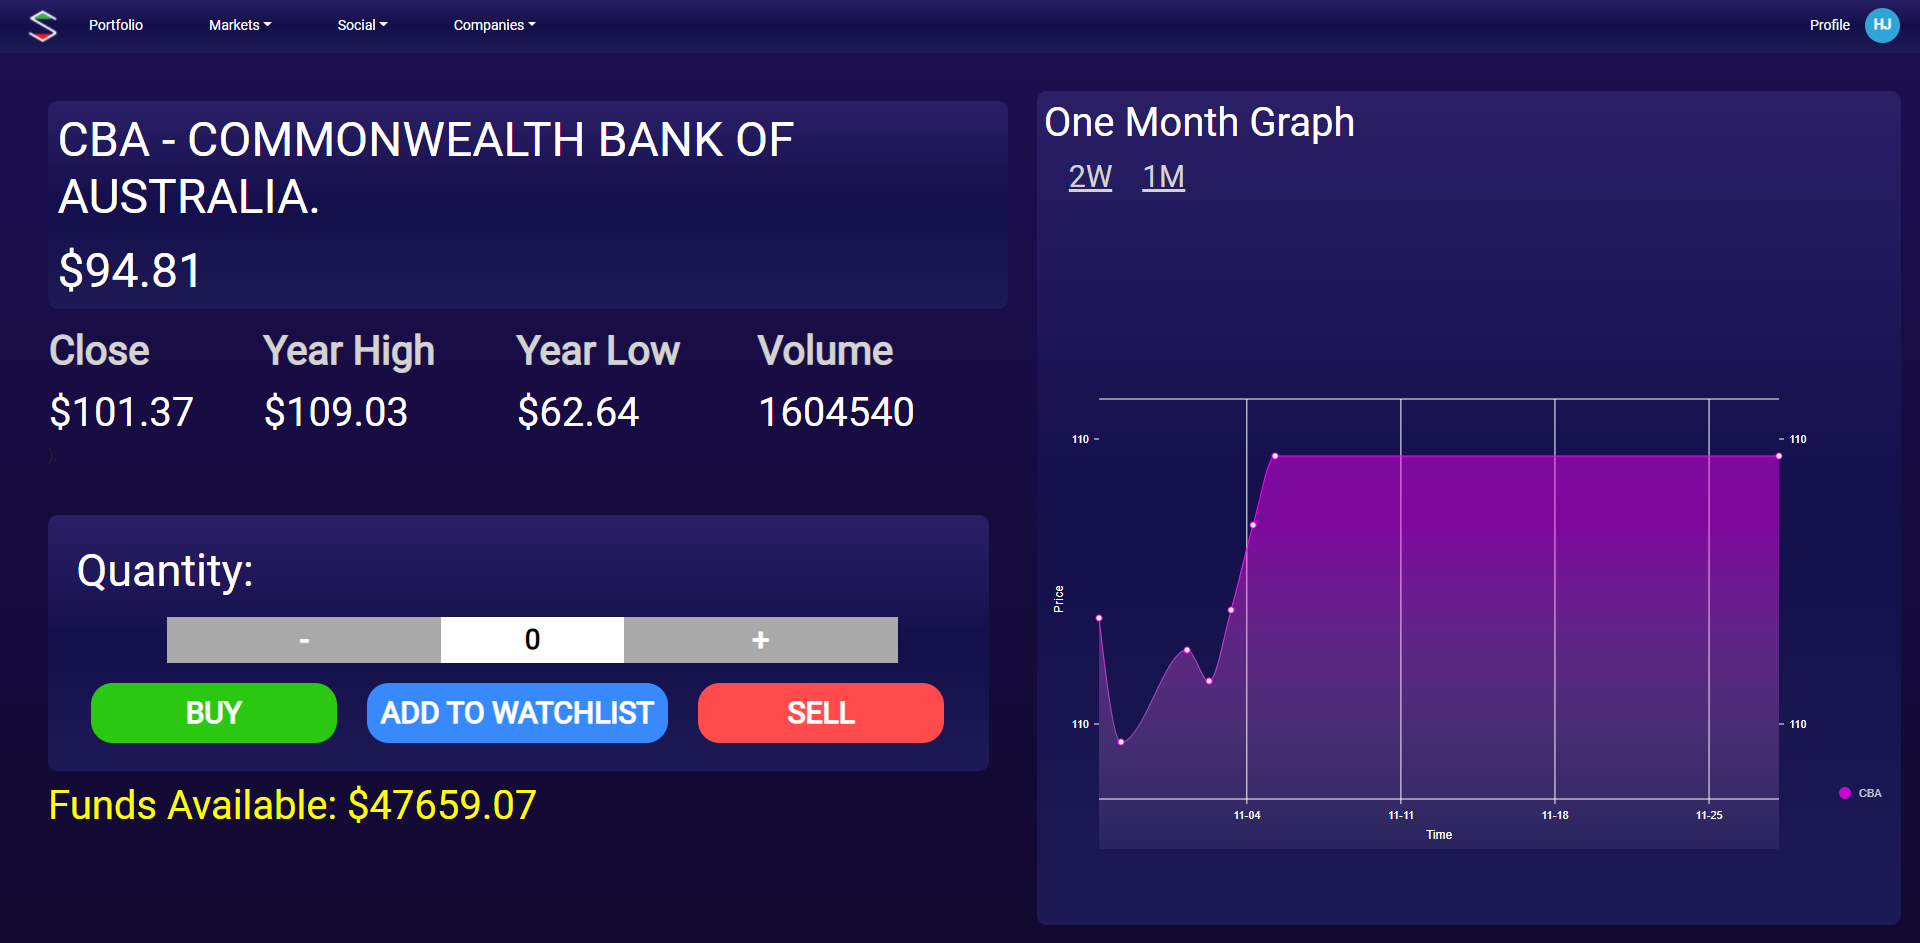 Portfolio
Markets
Social
Companies
Profile
HJ
CBA - COMMONWEALTH BANK OF
AUSTRALIA.
$94.81
Close
Year High
Year Low
Volume
$101.37
$109.03
$62.64
1604540
Quantity:
-
0
+
BUY
ADD TO WATCHLIST
SELL
Funds Available: $47659.07
One Month Graph
2W
1M
110
110
Price
110
110
CBA
11-04
11-11
11-18
11-25
Time